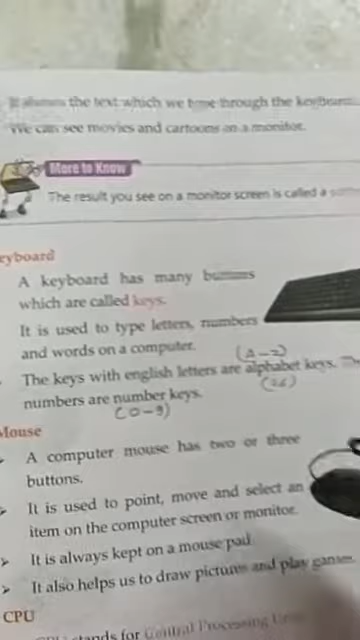 the text which we type through the keyboard.
We can see movies and cartoons on a monitor.
More to Know
The result you see on a monitor screen is called a
eyboard
A keyboard has many buttons
which are called keys.
It is used to type letters, numbers
and words on a computer.
(A-Z)
The keys with english letters are alphabet keys. The
(26)
numbers are number keys.
(0-9)
Mouse
A computer mouse has two or three
buttons.
It is used to point, move and select an
item on the computer screen or monitor.
It is always kept on a mouse pad.
It also helps us to draw pictures and play games.
CPU
stands for Central Processing